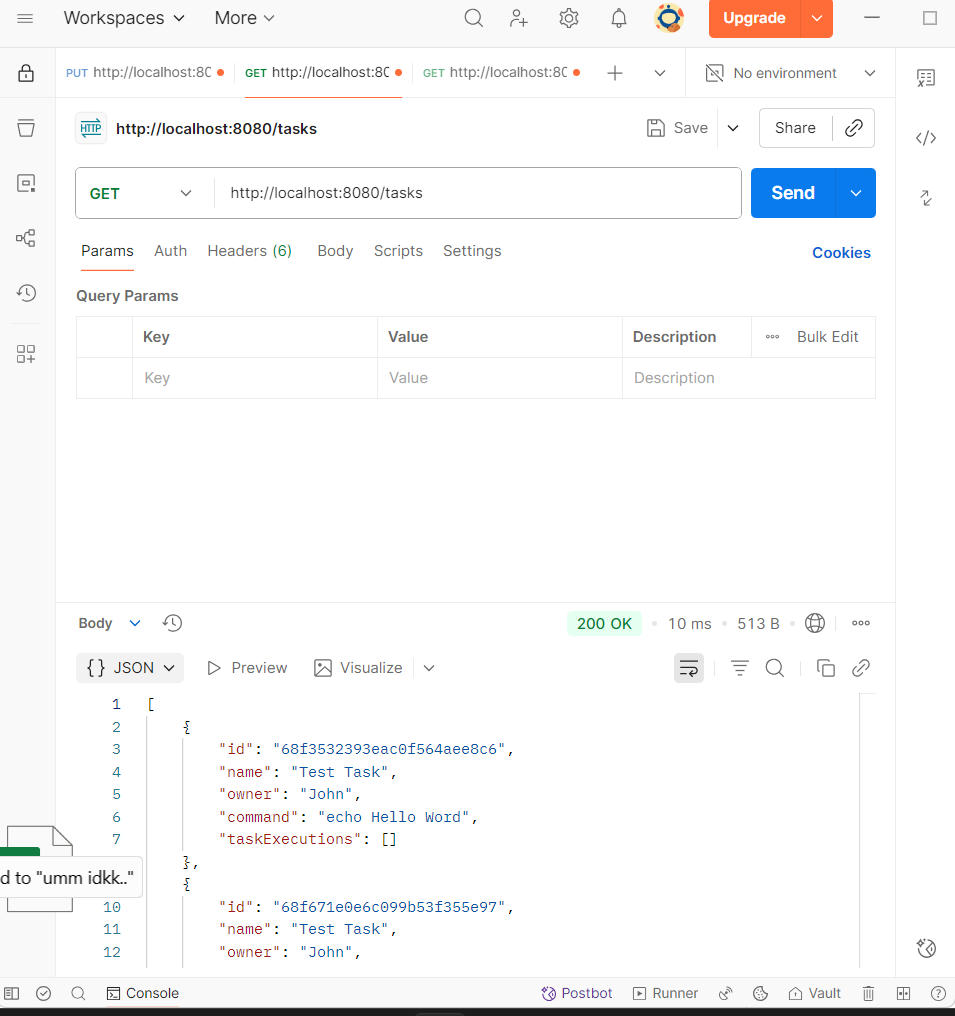 Workspaces More Upgrade
PUT http://localhost:80 GET http://localhost:80 GET http://localhost:80 No environment
HTTP http://localhost:8080/tasks Save Share
GET http://localhost:8080/tasks Send
Params Auth Headers (6) Body Scripts Settings Cookies
Query Params
Key Value Description Bulk Edit
Key Value Description
Body 200 OK 10 ms 513 B
{} JSON Preview Visualize
1 [
2 {
3 "id": "68f3532393eac0f564aee8c6",
4 "name": "Test Task",
5 "owner": "John",
6 "command": "echo Hello Word",
7 "taskExecutions": []
},
d to "umm idkk.."
{
10 "id": "68f671e0e6c099b53f355e97",
11 "name": "Test Task",
12 "owner": "John",
Console Postbot Runner Vault